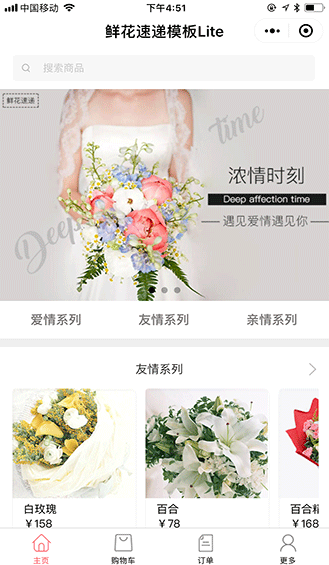 中国移动
下午4:51
51%
鲜花速递模板Lite
搜索商品
鲜花速递
time
浓情时刻
Deep affection time
遇见爱情遇见你
Deep
爱情系列
友情系列
亲情系列
友情系列
白玫瑰
百合
¥158
¥78
¥168
主页
购物车
订单
更多